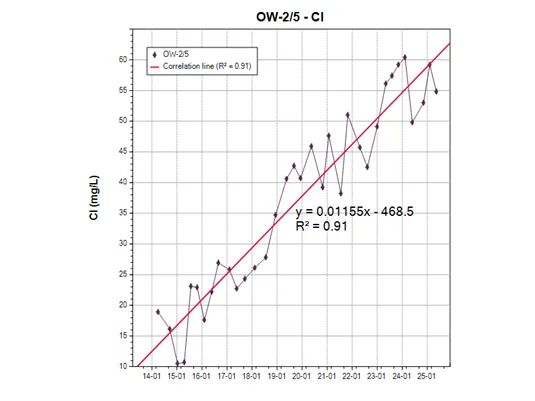 OW-2/5 - Cl
OW-2/5
Correlation line (R² = 0.91)
60
55
50
45
40
35
30
25
20
15
10
Cl (mg/L)
y = 0.01155x - 468.5
R² = 0.91
14-01 15-01 16-01 17-01 18-01 19-01 20-01 21-01 22-01 23-01 24-01 25-01